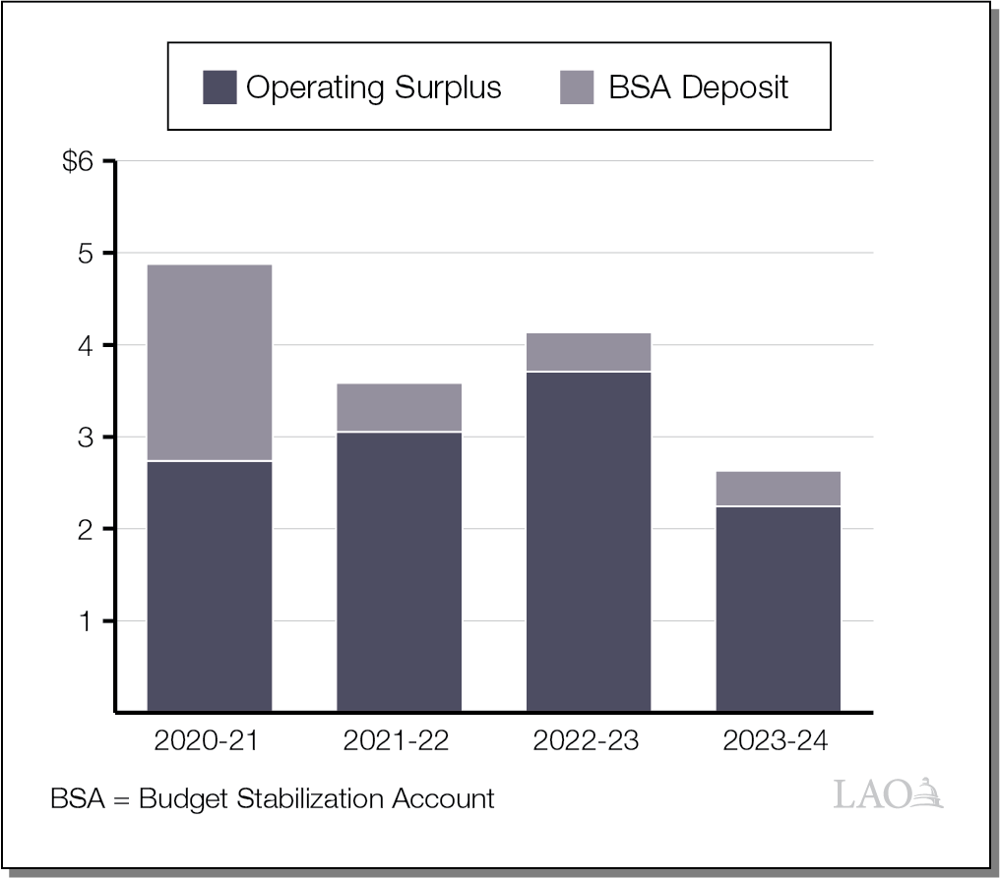 Operating Surplus
BSA Deposit
$6
5
4
3
2
1
2020-21
2021-22
2022-23
2023-24
BSA = Budget Stabilization Account
LAO